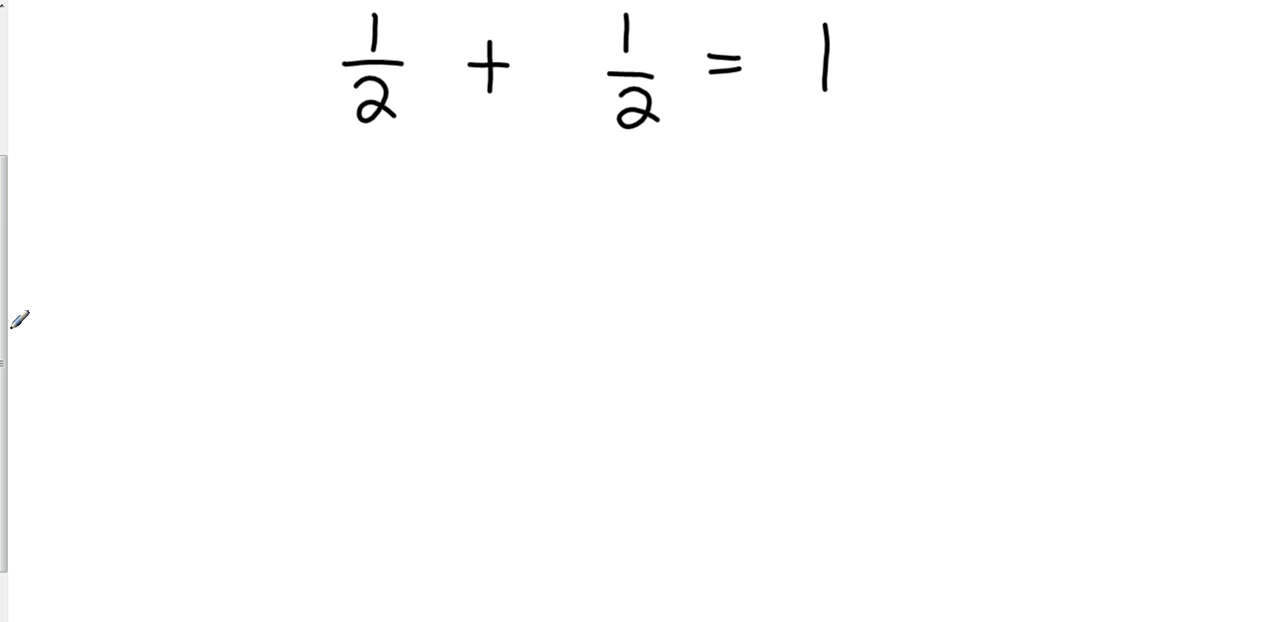 1/2 + 1/2 = 1